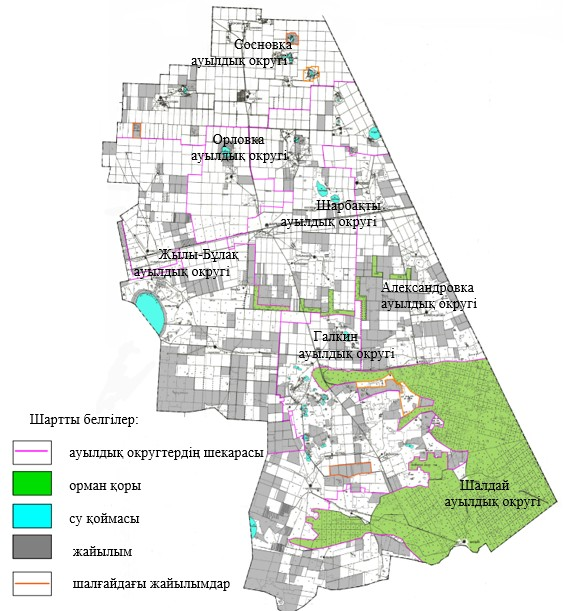 Сосновка
ауылдық округі
Орловка
ауылдық округі
Шарбақты
ауылдық округі
Жылы-Бұлақ
ауылдық округі
Александровка
ауылдық округі
Галкин
ауылдық округі
Шалдай
ауылдық округі
Шартты белгілер:
ауылдық округтердің шекарасы
орман қоры
су қоймасы
жайылым
шалғайдағы жайылымдар